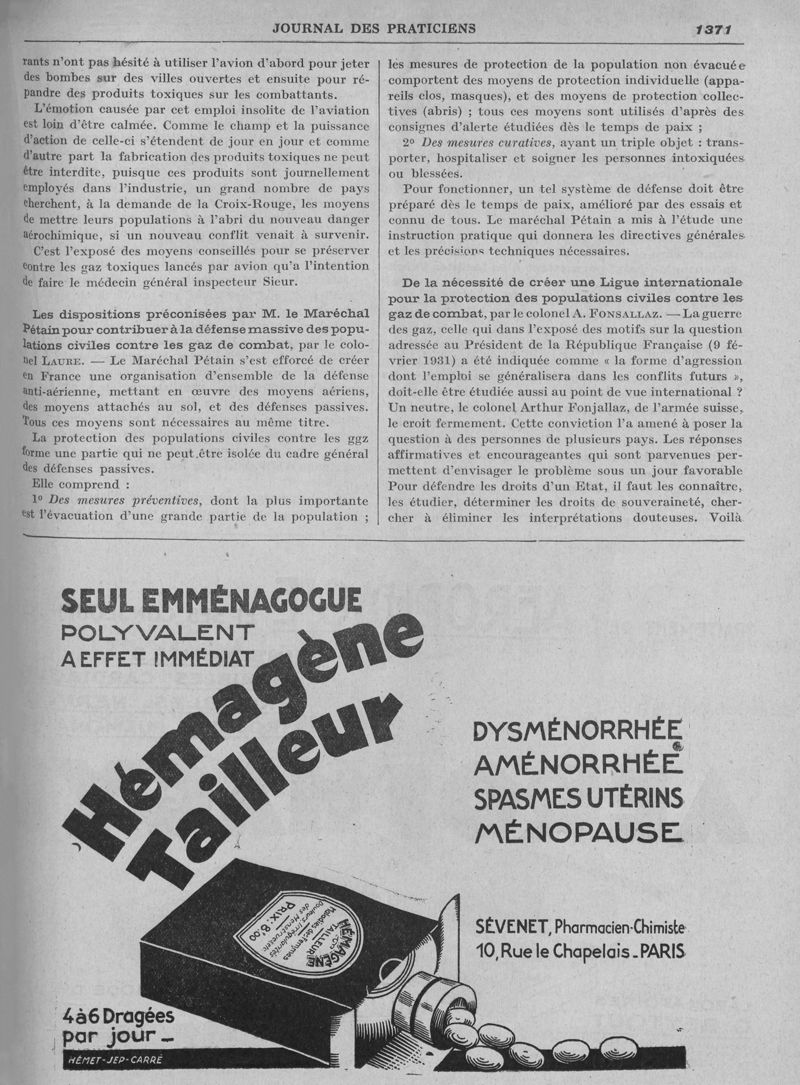 JOURNAL DES PRATICIENS
1371
rants n'ont pas hésité à utiliser l'avion d'abord pour jeter
des bombes sur des villes ouvertes et ensuite pour ré-
pandre des produits toxiques sur les combattants.
L'émotion causée par cet emploi insolite de l'aviation
est loin d'être calmée. Comme le champ et la puissance
d'action de celle-ci s'étendent de jour en jour et comme
d'autre part la fabrication des produits toxiques ne peut
être interdite, puisque ces produits sont journellement
employés dans l'industrie, un grand nombre de pays
cherchent, à la demande de la Croix-Rouge, les moyens
de mettre leurs populations à l'abri du nouveau danger
aérochimique, si un nouveau conflit venait à survenir.
C'est l'exposé des moyens conseillés pour se préserver
contre les gaz toxiques lancés par avion qu'a l'intention
de faire le médecin général inspecteur Sieur.
Les dispositions préconisées par M. le Maréchal
Pétain pour contribuer à la défense massive des popu-
lations civiles contre les gaz de combat, par le colo-
nel LAURE. — Le Maréchal Pétain s'est efforcé de créer
en France une organisation d'ensemble de la défense
anti-aérienne, mettant en œuvre des moyens aériens,
des moyens attachés au sol, et des défenses passives.
Tous ces moyens sont nécessaires au même titre.
La protection des populations civiles contre les ggz
forme une partie qui ne peut être isolée du cadre général
des défenses passives.
Elle comprend :
1º Des mesures préventives, dont la plus importante
est l'évacuation d'une grande partie de la population ;
les mesures de protection de la population non évacuée
comportent des moyens de protection individuelle (appa-
reils clos, masques), et des moyens de protection collec-
tives (abris) ; tous ces moyens sont utilisés d'après des
consignes d'alerte étudiées dès le temps de paix ;
2º Des mesures curatives, ayant un triple objet : trans-
porter, hospitaliser et soigner les personnes intoxiquées
ou blessées.
Pour fonctionner, un tel système de défense doit être
préparé dès le temps de paix, amélioré par des essais et
connu de tous. Le maréchal Pétain a mis à l'étude une
instruction pratique qui donnera les directives générales
et les précisions techniques nécessaires.
De la nécessité de créer une Ligue internationale
pour la protection des populations civiles contre les
gaz de combat, par le colonel A. FONSALLAZ. — La guerre
des gaz, celle qui dans l'exposé des motifs sur la question
adressée au Président de la République Française (9 fé-
vrier 1931) a été indiquée comme « la forme d'agression
dont l'emploi se généralisera dans les conflits futurs »,
doit-elle être étudiée aussi au point de vue international ?
Un neutre, le colonel Arthur Fonjallaz, de l'armée suisse,
le croit fermement. Cette conviction l'a amené à poser la
question à des personnes de plusieurs pays. Les réponses
affirmatives et encourageantes qui sont parvenues per-
mettent d'envisager le problème sous un jour favorable
Pour défendre les droits d'un Etat, il faut les connaître,
les étudier, déterminer les droits de souveraineté, cher-
cher à éliminer les interprétations douteuses. Voilà
SEUL EMMÉNAGOGUE
POLYVALENT
A EFFET IMMÉDIAT
Hémagène
Tailleur
DYSMÉNORRHÉE
AMÉNORRHÉE
SPASMES UTÉRINS
MÉNOPAUSE
SÉVENET, Pharmacien-Chimiste
10, Rue le Chapelais_PARIS
HÉMAGÈNE
TAILLEUR
Maladies des femmes
Douleurs irrégularités
des Menstruations
PRIX: 8.00
4 à 6 Dragées
par jour _
HÉMET-JEP-CARRÉ